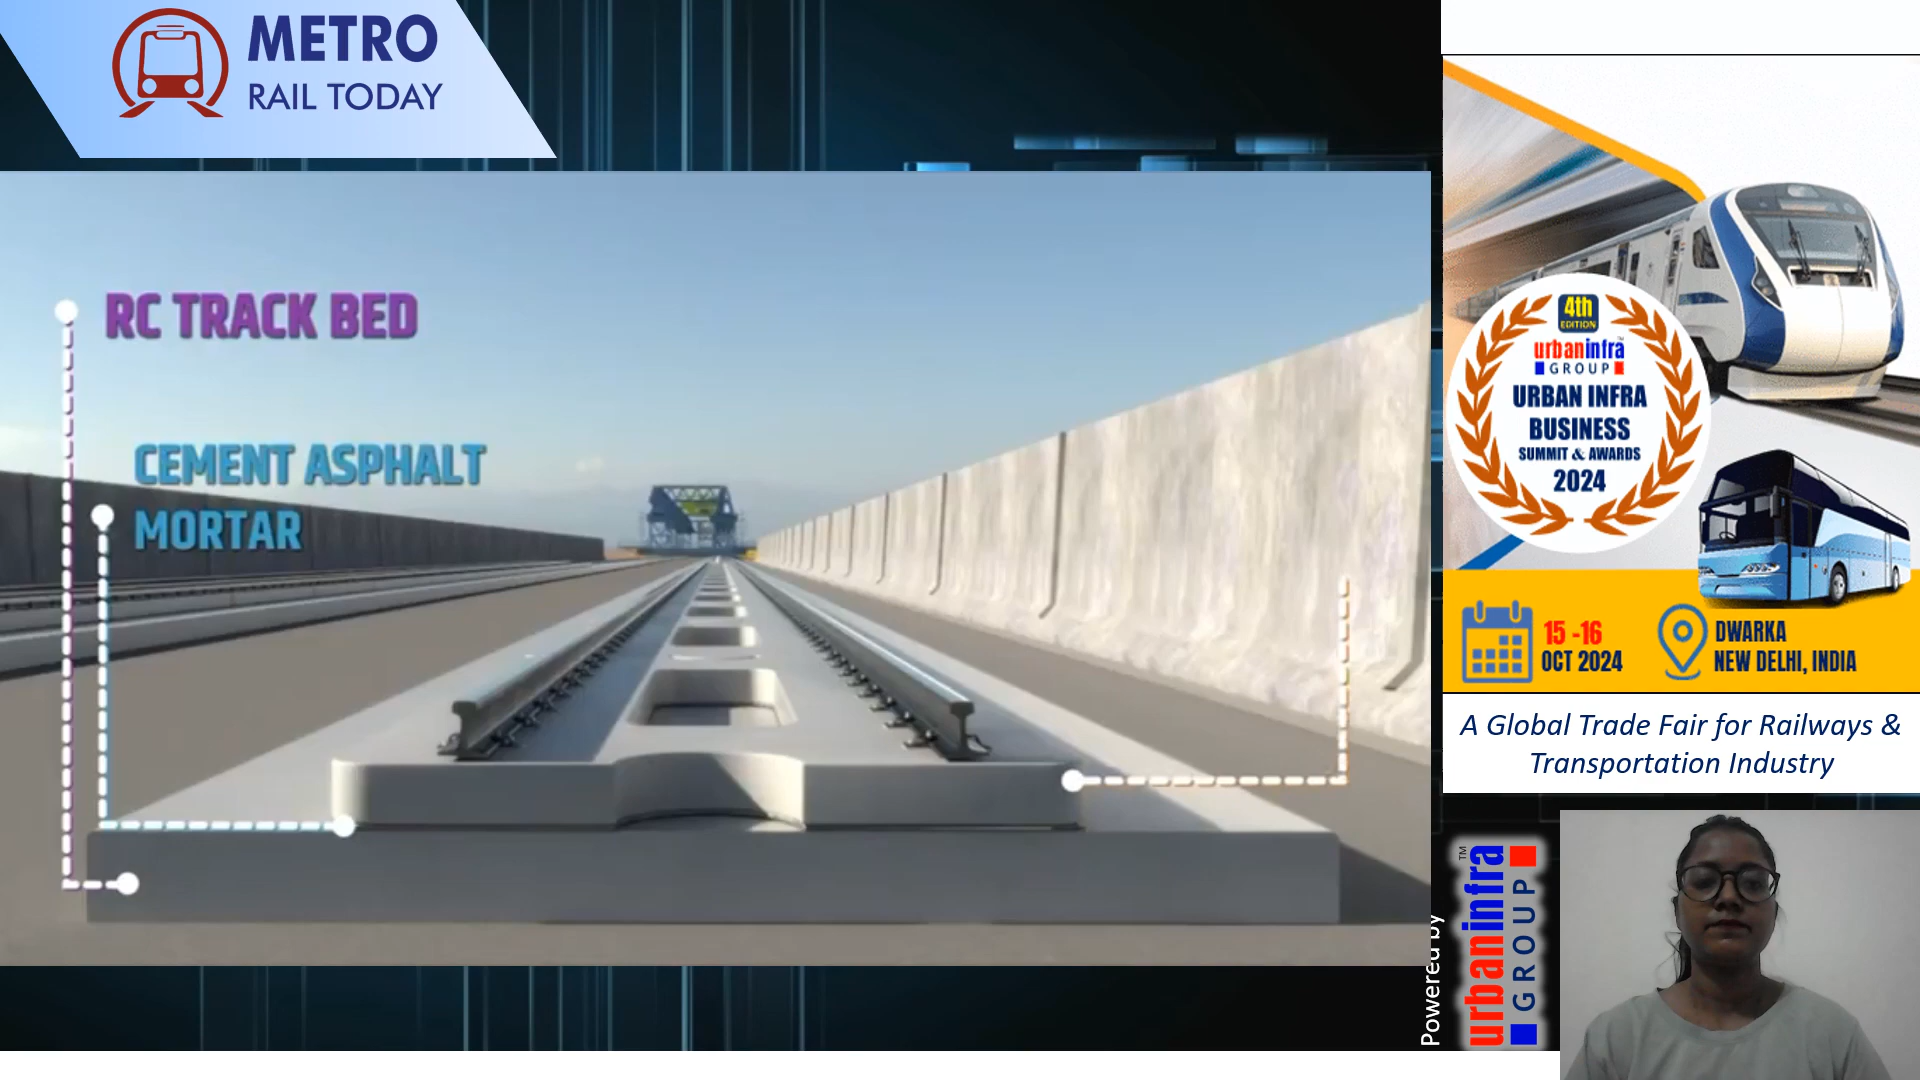 METRO
RAIL TODAY
RC TRACK BED
CEMENT ASPHALT
MORTAR
4th
EDITION
urbaninfra
GROUP
URBAN INFRA
BUSINESS
SUMMIT & AWARDS
2024
15 -16
OCT 2024
DWARKA
NEW DELHI, INDIA
A Global Trade Fair for Railways &
Transportation Industry
Powered by
urbaninfra TM
GROUP